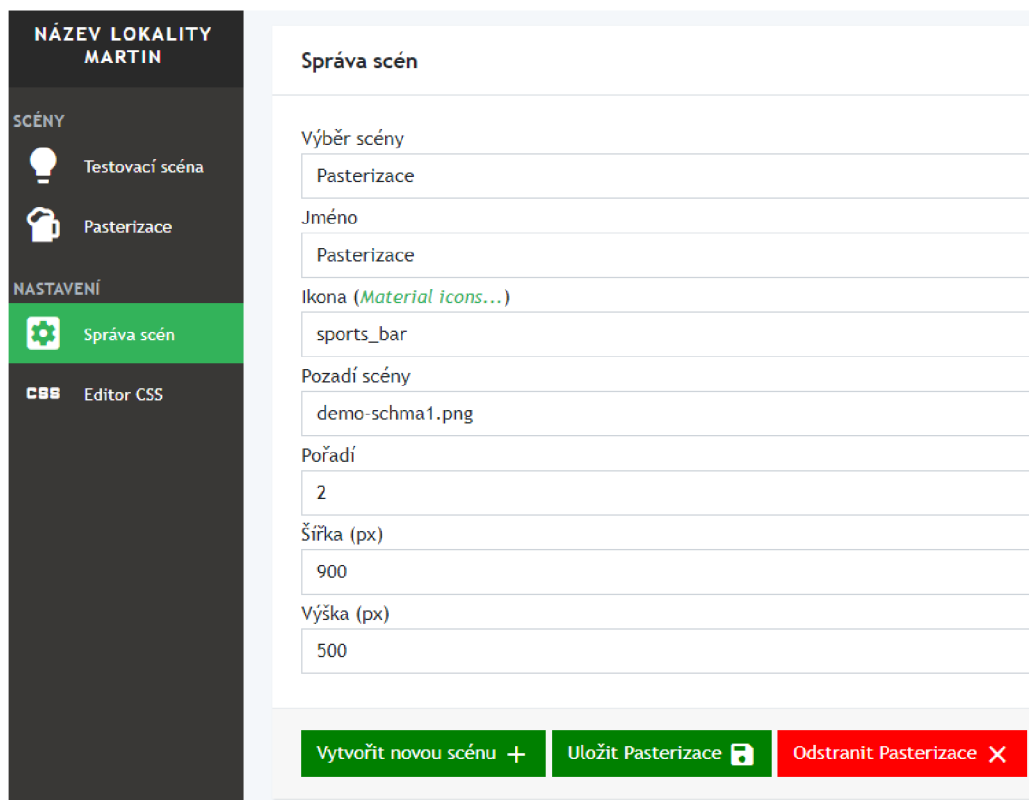 NÁZEV LOKALITY
MARTIN
SCÉNY
Testovací scéna
Pasterizace
NASTAVENÍ
Správa scén
CSS Editor CSS
Správa scén
Výběr scény
Pasterizace
Jméno
Pasterizace
Ikona (Material icons...)
sports_bar
Pozadí scény
demo-schma1.png
Pořadí
2
Šířka (px)
900
Výška (px)
500
Vytvořit novou scénu
Uložit Pasterizace
Odstranit Pasterizace